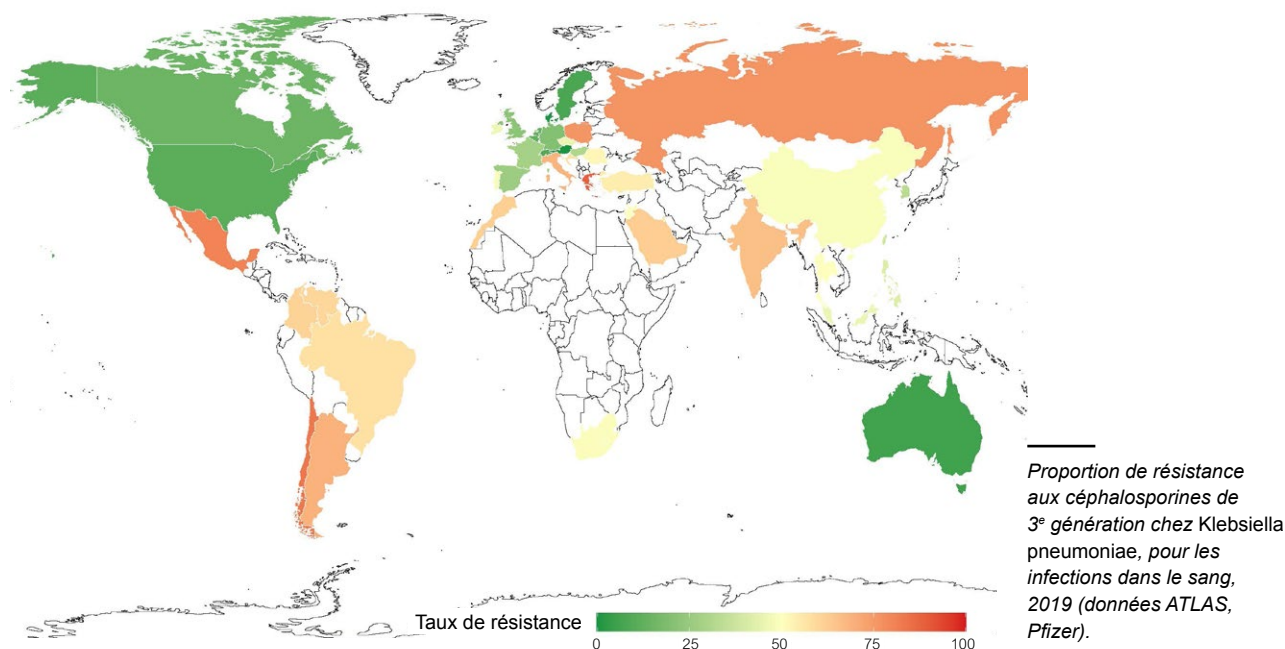 Proportion de résistance
aux céphalosporines de
3e génération chez Klebsiella
pneumoniae, pour les
infections dans le sang,
2019 (données ATLAS,
Pfizer).
Taux de résistance
0 25 50 75 100